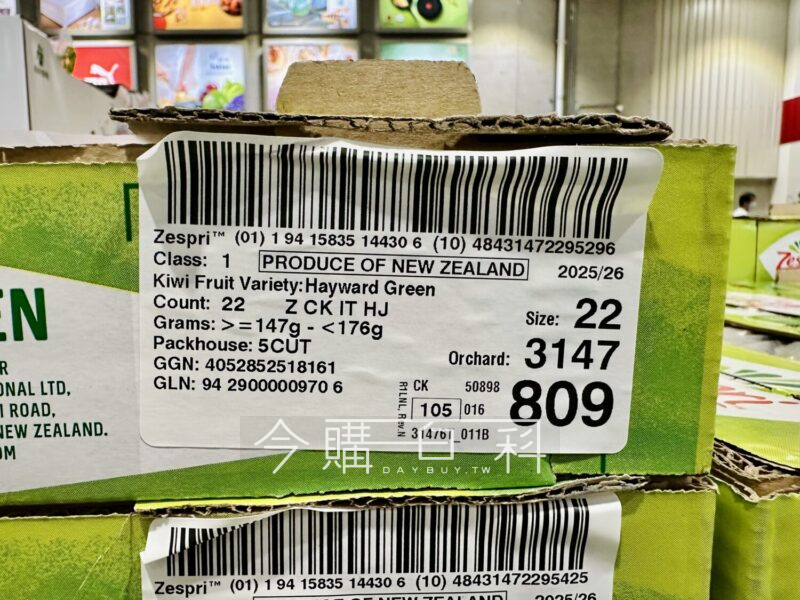 Zespri™ (01) 1 94 15835 14430 6 (10) 48431472295296
Class: 1 PRODUCE OF NEW ZEALAND 2025/26
Kiwi Fruit Variety:Hayward Green
Count: 22 Z CK IT HJ
Size: 22
Grams: >=147g - <176g
Packhouse: 5CUT
Orchard: 3147
GGN: 4052852518161
GLN: 94 2900000970 6
R1LNL, Rev.N
CK 50898
105 016
809
EN
R
ONAL LTD,
I ROAD,
NEW ZEALAND.
OM
今購百科
DAYBUY.TW
Zespri™ (01) 1 94 15835 14430 6 (10) 48431472295425
2025/26